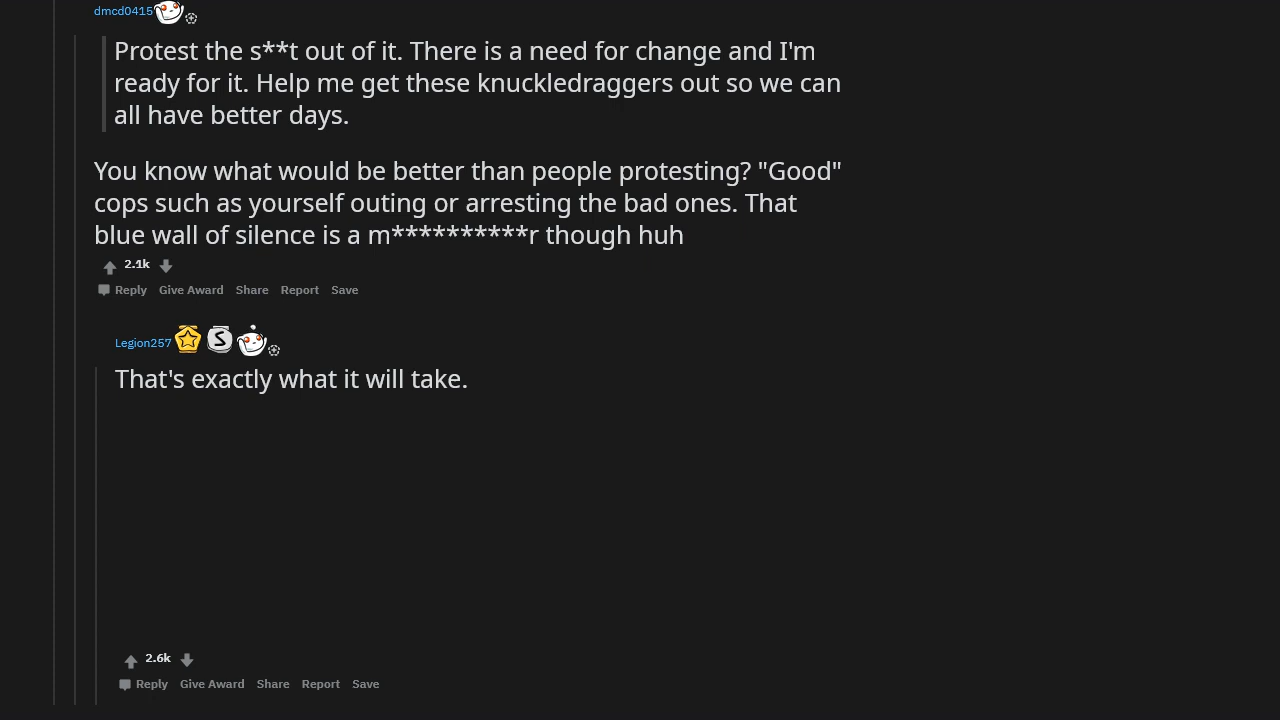 dmcd0415
Protest the s**t out of it. There is a need for change and I'm
ready for it. Help me get these knuckledraggers out so we can
all have better days.
You know what would be better than people protesting? "Good"
cops such as yourself outing or arresting the bad ones. That
blue wall of silence is a m**********r though huh
2.1k
Reply Give Award Share Report Save
Legion257 S
That's exactly what it will take.
2.6k
Reply Give Award Share Report Save